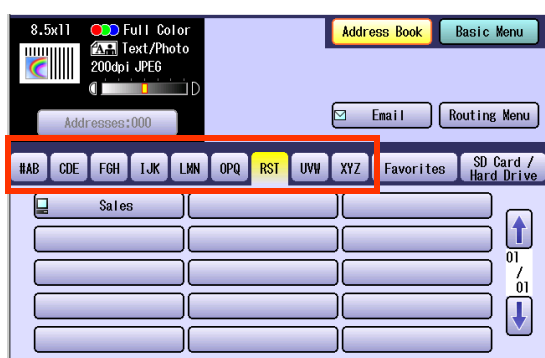 8.5x11 Full Color
A Text/Photo
200dpi JPEG
D
Addresses:000
Address Book Basic Menu
Email Routing Menu
#AB CDE FGH IJK LMN OPQ RST UVW XYZ Favorites SD Card / Hard Drive
Sales
01
/
01